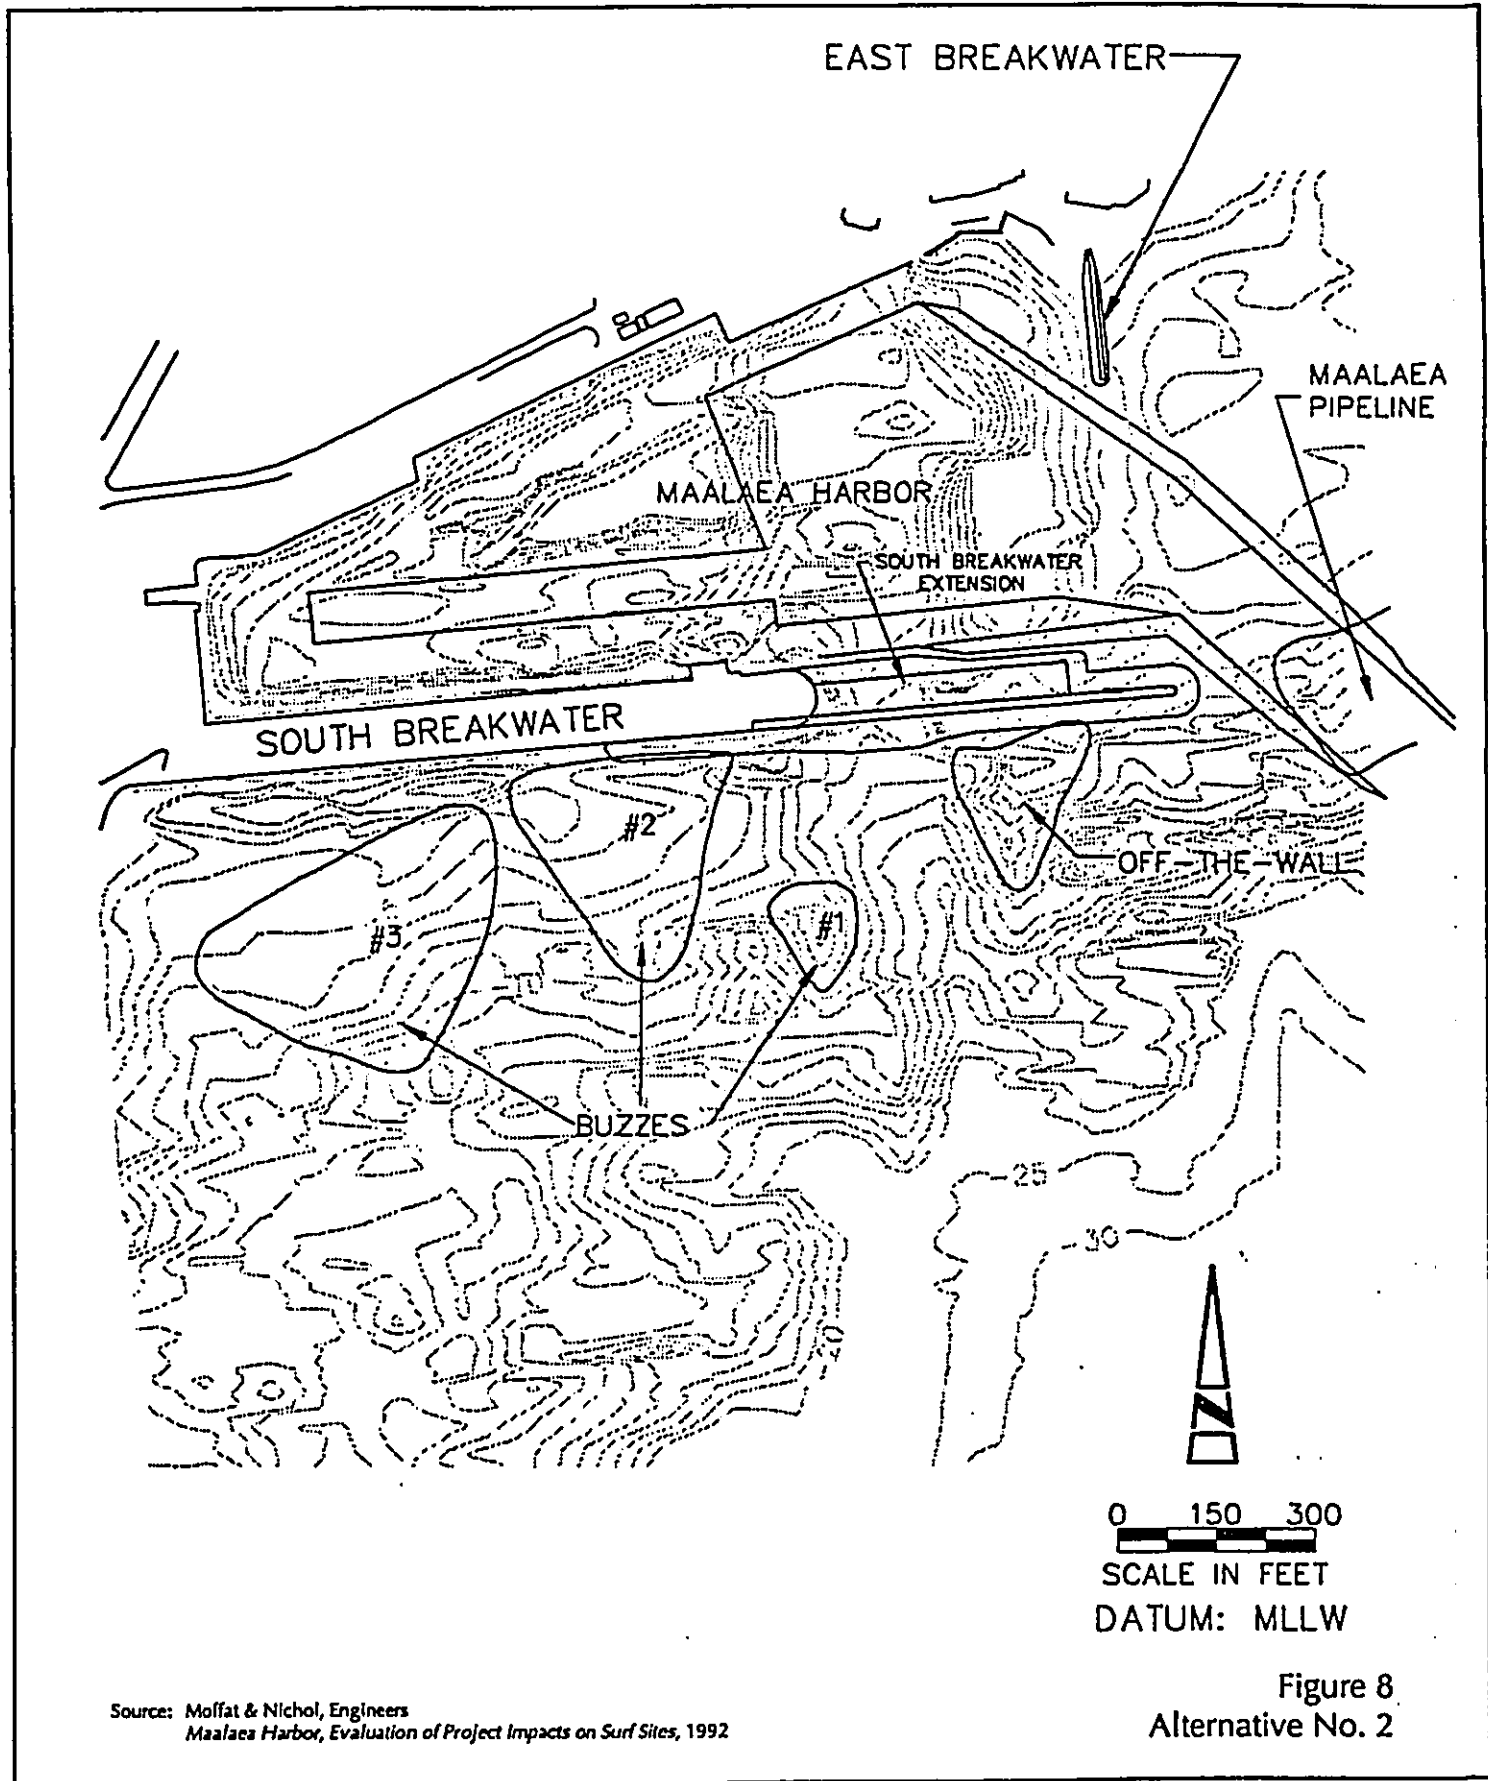 EAST BREAKWATER
MAALAEA
PIPELINE
MAALAEA HARBOR
SOUTH BREAKWATER
EXTENSION
SOUTH BREAKWATER
#2
OFF-THE-WALL
#1
#3
BUZZES
25
30
20
N
0 150 300
SCALE IN FEET
DATUM: MLLW
Figure 8
Alternative No. 2
Source: Moffat & Nichol, Engineers
Maalaea Harbor, Evaluation of Project Impacts on Surf Sites, 1992